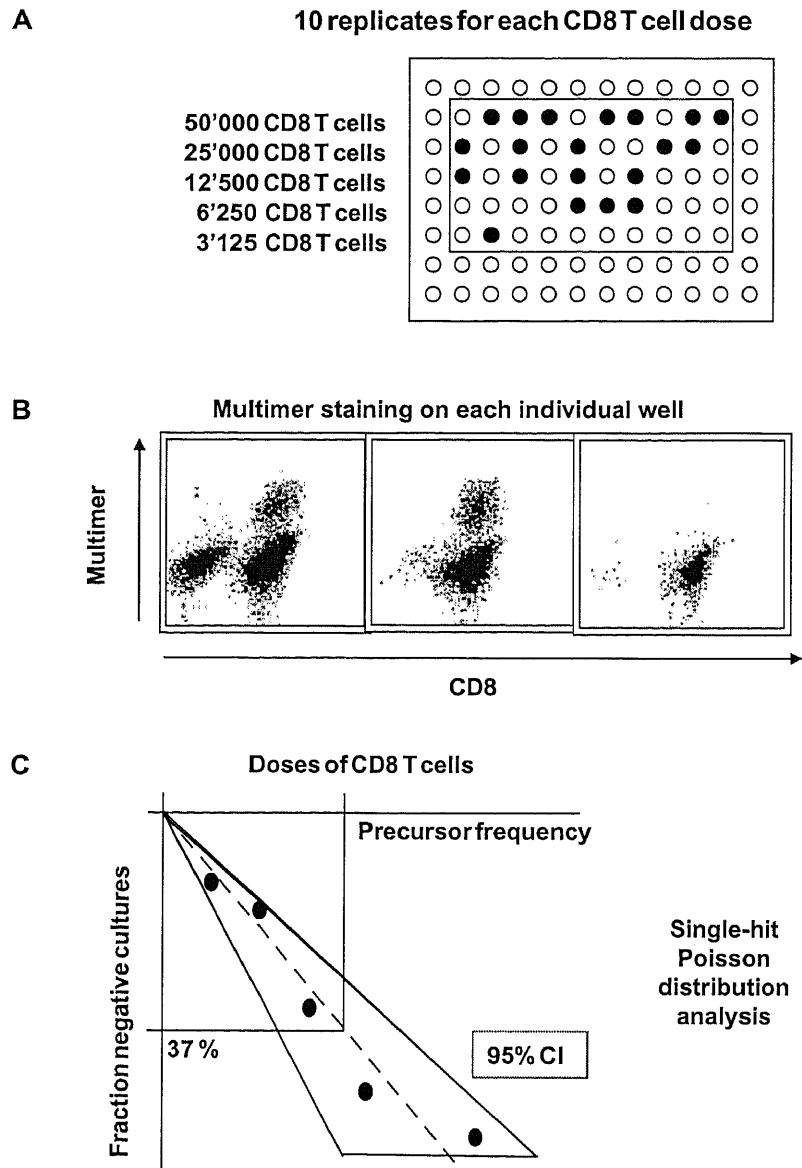 A
10 replicates for each CD8 T cell dose
50'000 CD8 T cells
25'000 CD8 T cells
12'500 CD8 T cells
6'250 CD8 T cells
3'125 CD8 T cells
B
Multimer staining on each individual well
Multimer
CD8
C
Doses of CD8 T cells
Precursor frequency
Fraction negative cultures
37 %
95% CI
Single-hit
Poisson
distribution
analysis